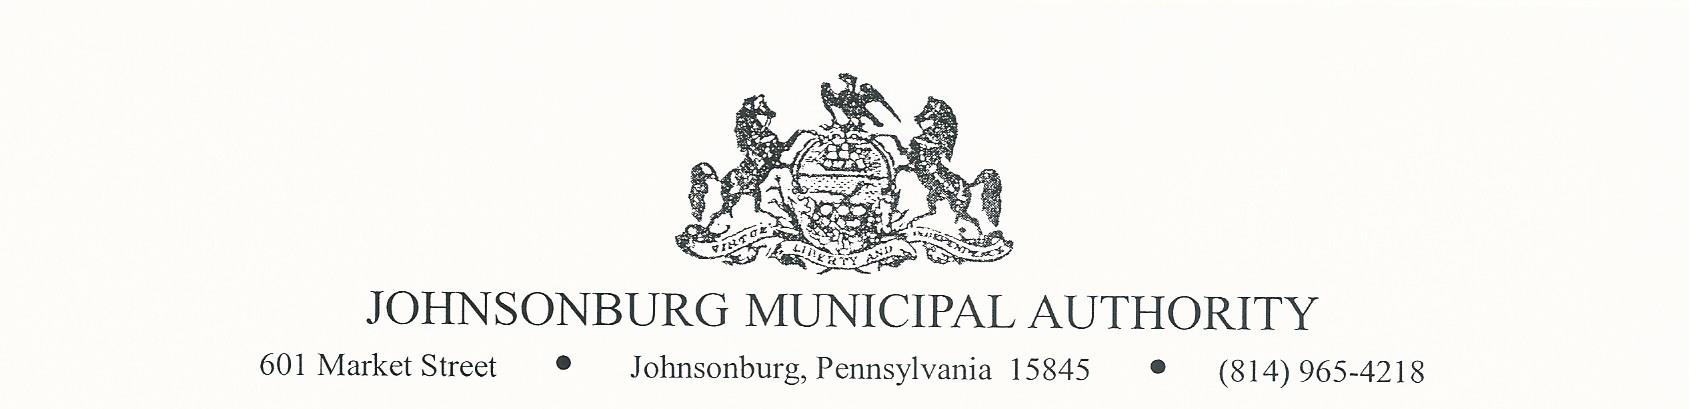 VIRTUE LIBERTY AND INDEPENDENCE
JOHNSONBURG MUNICIPAL AUTHORITY
601 Market Street • Johnsonburg, Pennsylvania 15845 • (814) 965-4218